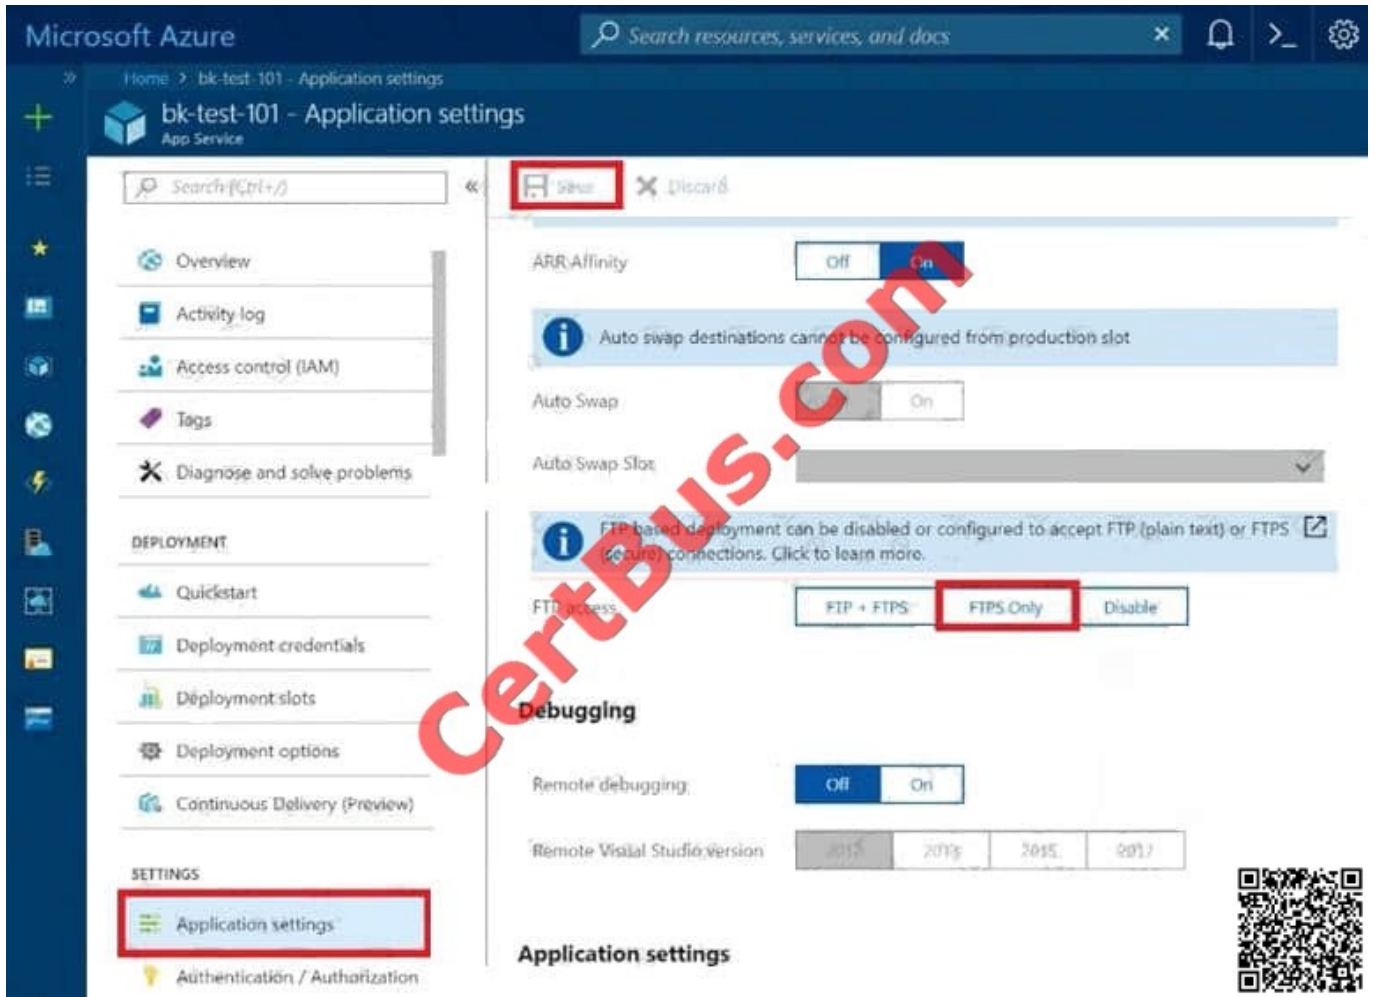 Microsoft Azure
Search resources, services, and docs
Home > bk-test-101 - Application settings
bk-test-101 - Application settings
App Service
Search (Ctrl+/)
Save
Discard
Overview
Activity log
Access control (IAM)
Tags
Diagnose and solve problems
DEPLOYMENT
Quickstart
Deployment credentials
Deployment slots
Deployment options
Continuous Delivery (Preview)
SETTINGS
Application settings
Authentication / Authorization
ARR Affinity
Off On
Auto swap destinations cannot be configured from production slot
Auto Swap
On
Auto Swap Slot
FTP based deployment can be disabled or configured to accept FTP (plain text) or FTPS
(secure) connections. Click to learn more.
FTP access
FTP + FTPS FTPS Only Disable
Debugging
Remote debugging
Off On
Remote Visual Studio version
2012 2013 2015 2017
Application settings
CertBus.com